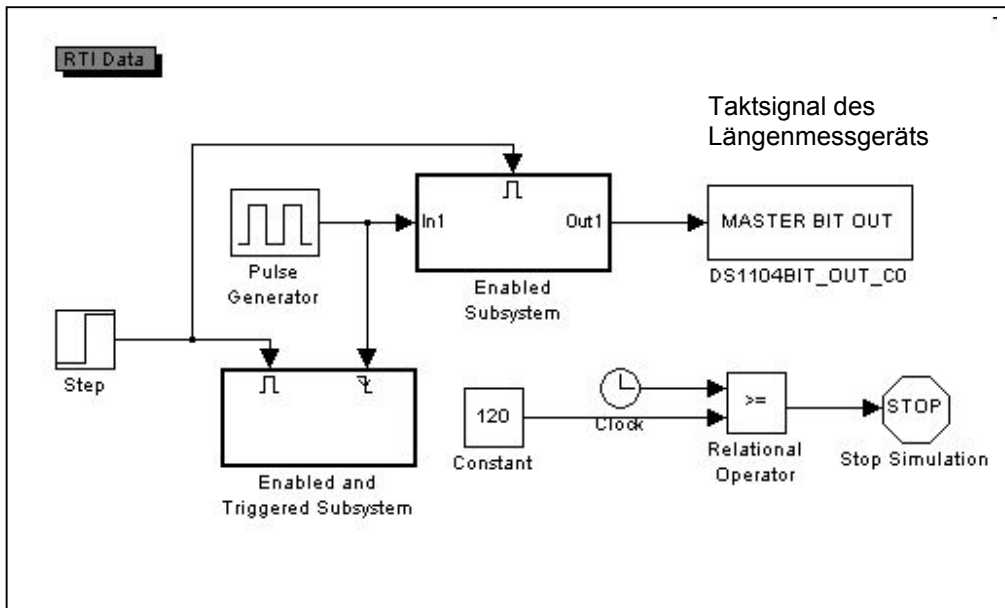 RTI Data
Taktsignal des
Längenmessgeräts
In1
Out1
MASTER BIT OUT
Pulse
Generator
Enabled
Subsystem
DS1104BIT_OUT_C0
Step
120
Constant
Clock
>=
Relational
Operator
STOP
Stop Simulation
Enabled and
Triggered Subsystem